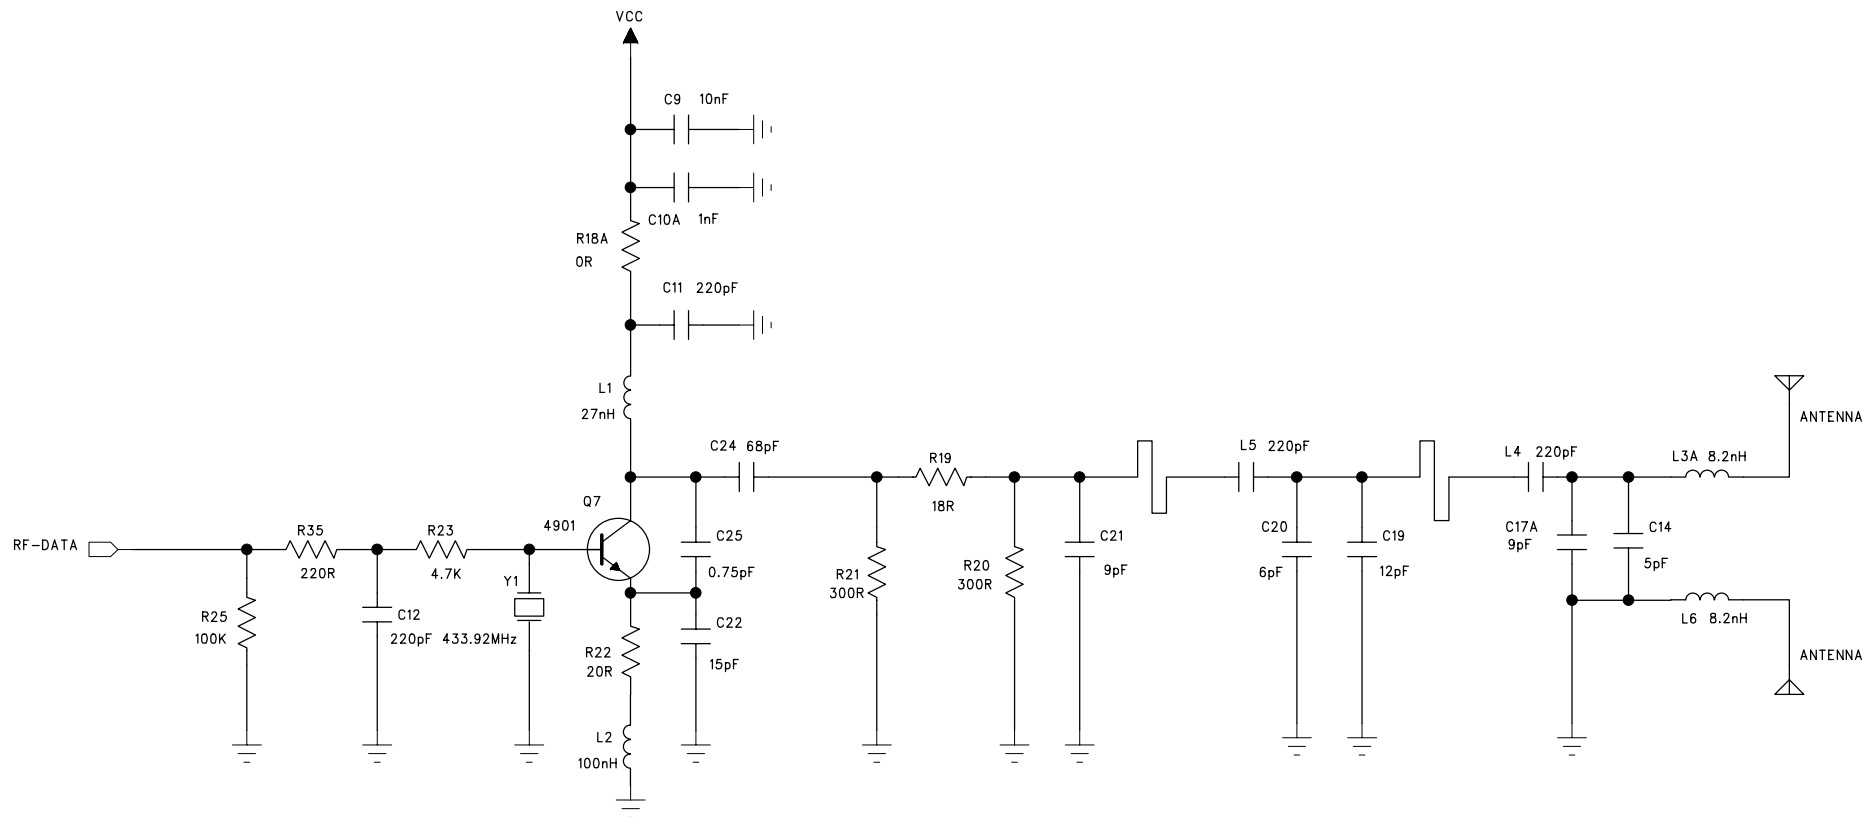 VCC
C9 10nF
C10A 1nF
R18A
0R
C11 220pF
L1
27nH
C24 68pF
R19
18R
L5 220pF
L4 220pF
L3A 8.2nH
ANTENNA
Q7
4901
RF-DATA
R35
220R
R23
4.7K
Y1
433.92MHz
R25
100K
C12
220pF
C25
0.75pF
C22
15pF
R22
20R
L2
100nH
R21
300R
R20
300R
C21
9pF
C20
6pF
C19
12pF
C17A
9pF
C14
5pF
L6 8.2nH
ANTENNA